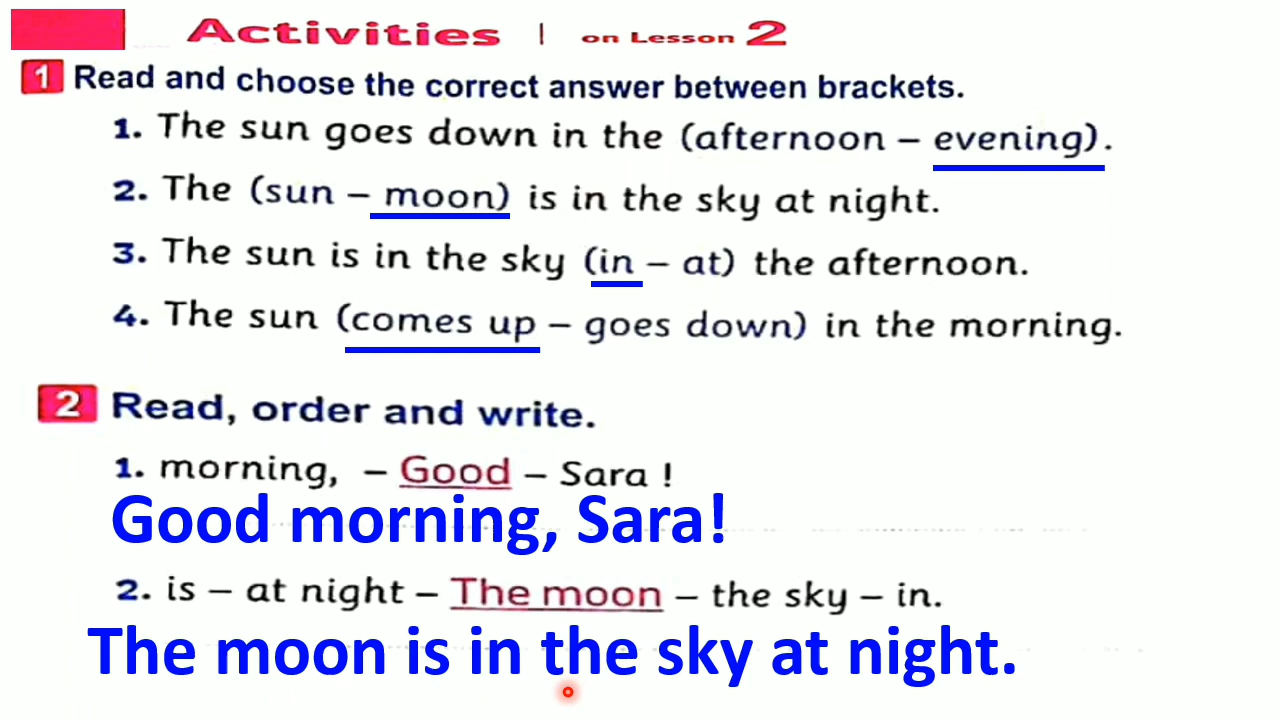 Activities | on Lesson 2
1 Read and choose the correct answer between brackets.
1. The sun goes down in the (afternoon – evening).
2. The (sun – moon) is in the sky at night.
3. The sun is in the sky (in – at) the afternoon.
4. The sun (comes up – goes down) in the morning.
2 Read, order and write.
1. morning, – Good – Sara !
Good morning, Sara!
2. is – at night – The moon – the sky – in.
The moon is in the sky at night.